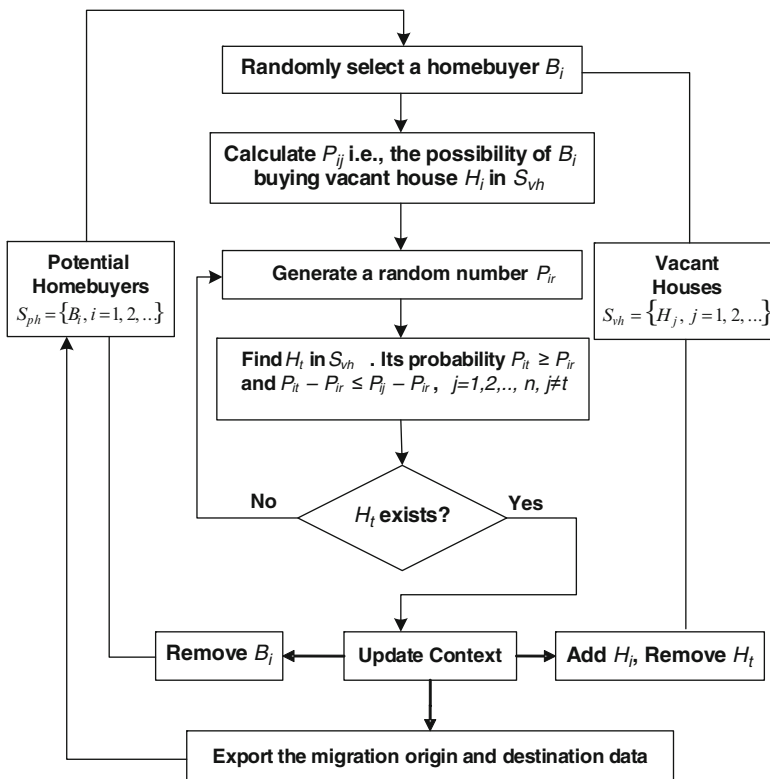 Randomly select a homebuyer B_i
Calculate P_ij i.e., the possibility of B_i
buying vacant house H_i in S_vh
Potential
Homebuyers
S_ph = {B_i, i = 1, 2, ...}
Generate a random number P_ir
Vacant
Houses
S_vh = {H_j, j = 1, 2, ...}
Find H_t in S_vh . Its probability P_it ≥ P_ir
and P_it – P_ir ≤ P_ij – P_ir, j=1,2,.., n, j≠t
No
H_t exists?
Yes
Remove B_i
Update Context
Add H_i, Remove H_t
Export the migration origin and destination data